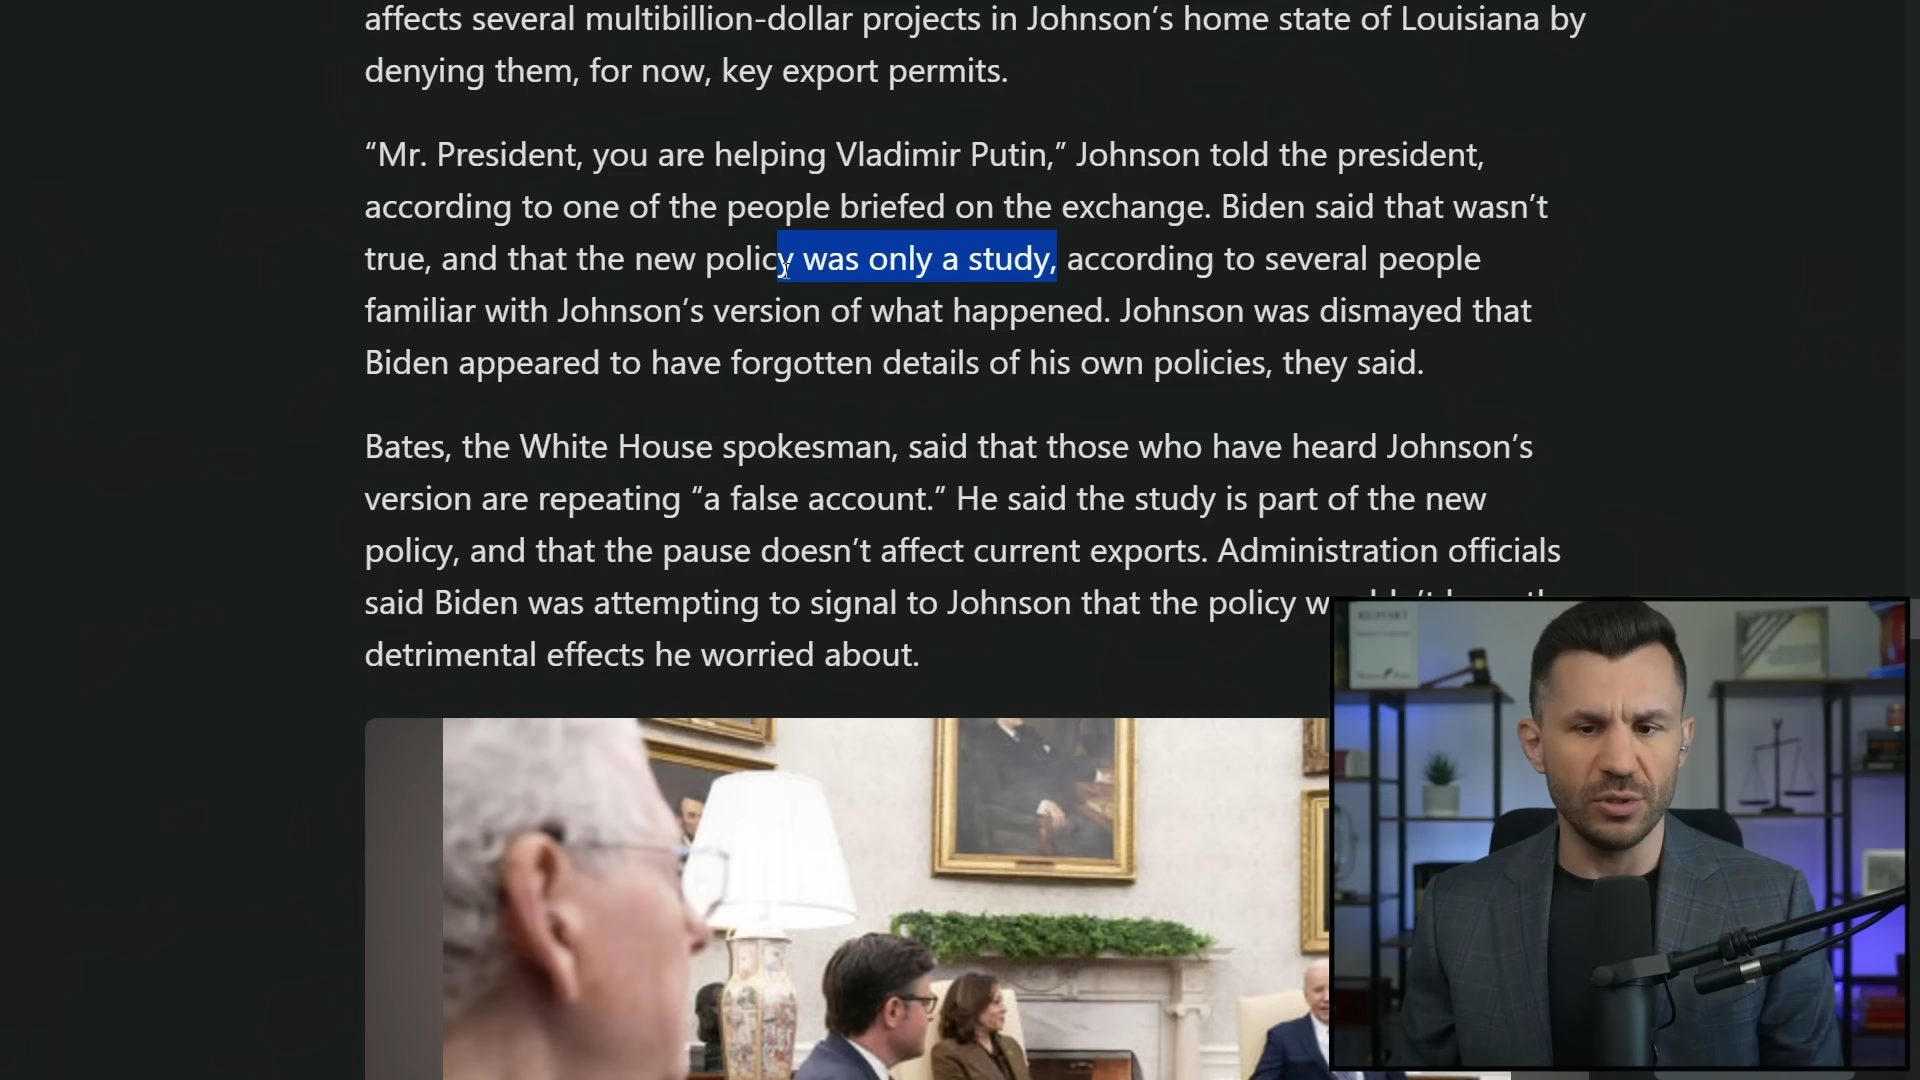 affects several multibillion-dollar projects in Johnson’s home state of Louisiana by
denying them, for now, key export permits.
“Mr. President, you are helping Vladimir Putin,” Johnson told the president,
according to one of the people briefed on the exchange. Biden said that wasn’t
true, and that the new policy was only a study, according to several people
familiar with Johnson’s version of what happened. Johnson was dismayed that
Biden appeared to have forgotten details of his own policies, they said.
Bates, the White House spokesman, said that those who have heard Johnson’s
version are repeating “a false account.” He said the study is part of the new
policy, and that the pause doesn’t affect current exports. Administration officials
said Biden was attempting to signal to Johnson that the policy
detrimental effects he worried about.
REPORT